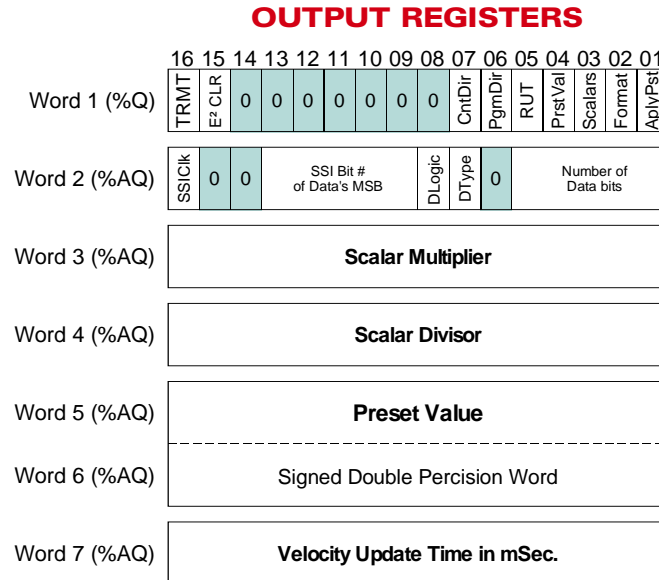 OUTPUT REGISTERS
16 15 14 13 12 11 10 09 08 07 06 05 04 03 02 01
Word 1 (%Q) TRMT E² CLR 0 0 0 0 0 0 0 CntDir PgmDir RUT PrstVal Scalars Format AplyPst
Word 2 (%AQ) SSI Clk 0 0 SSI Bit # of Data's MSB DLogic DType 0 Number of Data bits
Word 3 (%AQ) Scalar Multiplier
Word 4 (%AQ) Scalar Divisor
Word 5 (%AQ) Preset Value
Word 6 (%AQ) Signed Double Percision Word
Word 7 (%AQ) Velocity Update Time in mSec.